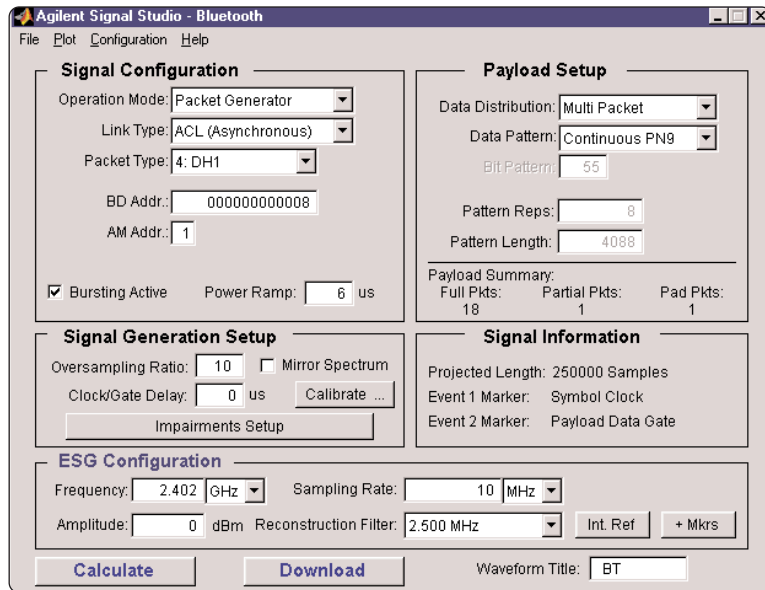 Agilent Signal Studio - Bluetooth
File Plot Configuration Help
Signal Configuration
Operation Mode: Packet Generator
Link Type: ACL (Asynchronous)
Packet Type: 4: DH1
BD Addr.: 000000000008
AM Addr.: 1
Bursting Active Power Ramp: 6 us
Payload Setup
Data Distribution: Multi Packet
Data Pattern: Continuous PN9
Bit Pattern: 55
Pattern Reps: 8
Pattern Length: 4088
Payload Summary:
Full Pkts: Partial Pkts: Pad Pkts:
18 1 1
Signal Generation Setup
Oversampling Ratio: 10 Mirror Spectrum
Clock/Gate Delay: 0 us Calibrate ...
Impairments Setup
Signal Information
Projected Length: 250000 Samples
Event 1 Marker: Symbol Clock
Event 2 Marker: Payload Data Gate
ESG Configuration
Frequency: 2.402 GHz Sampling Rate: 10 MHz
Amplitude: 0 dBm Reconstruction Filter: 2.500 MHz Int. Ref + Mkrs
Calculate Download Waveform Title: BT